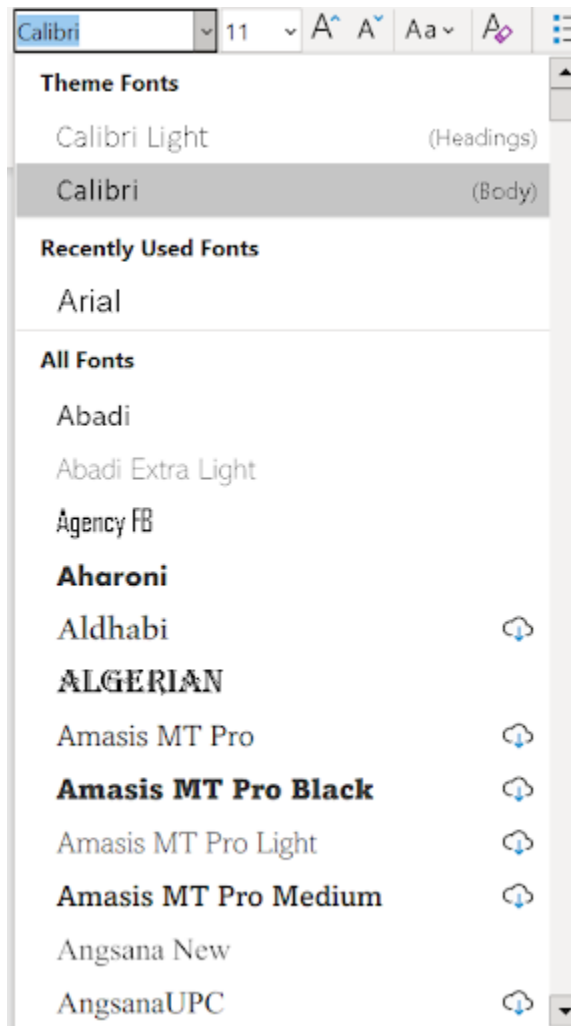 Calibri 11 A A Aa A
Theme Fonts
Calibri Light (Headings)
Calibri (Body)
Recently Used Fonts
Arial
All Fonts
Abadi
Abadi Extra Light
Agency FB
Aharoni
Aldhabi
ALGERIAN
Amasis MT Pro
Amasis MT Pro Black
Amasis MT Pro Light
Amasis MT Pro Medium
Angsana New
AngsanaUPC